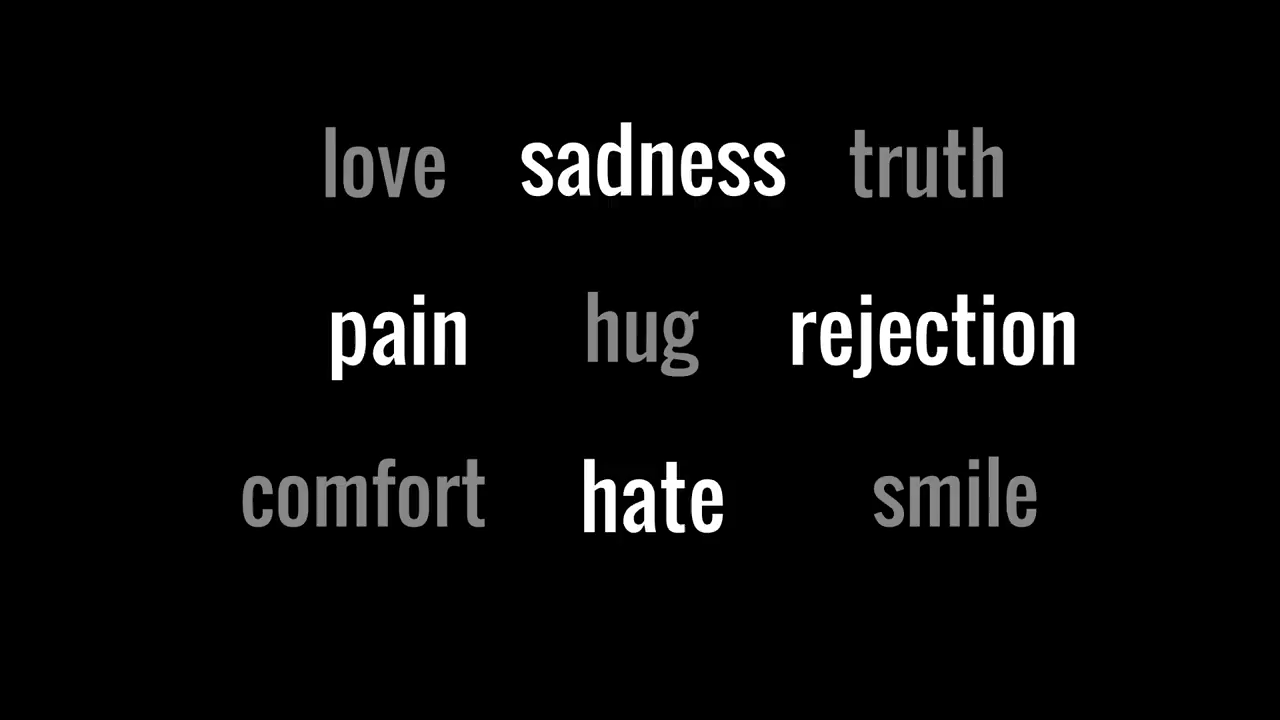 love sadness truth
pain hug rejection
comfort hate smile